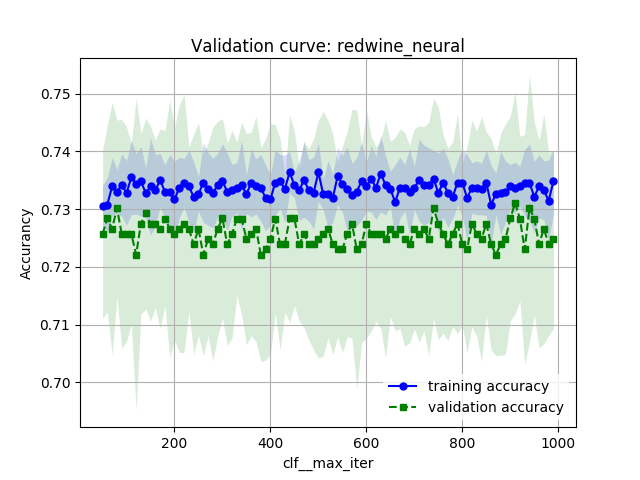 Validation curve: redwine_neural
Accurancy
0.75
0.74
0.73
0.72
0.71
0.70
training accuracy
validation accuracy
200 400 600 800 1000
clf__max_iter